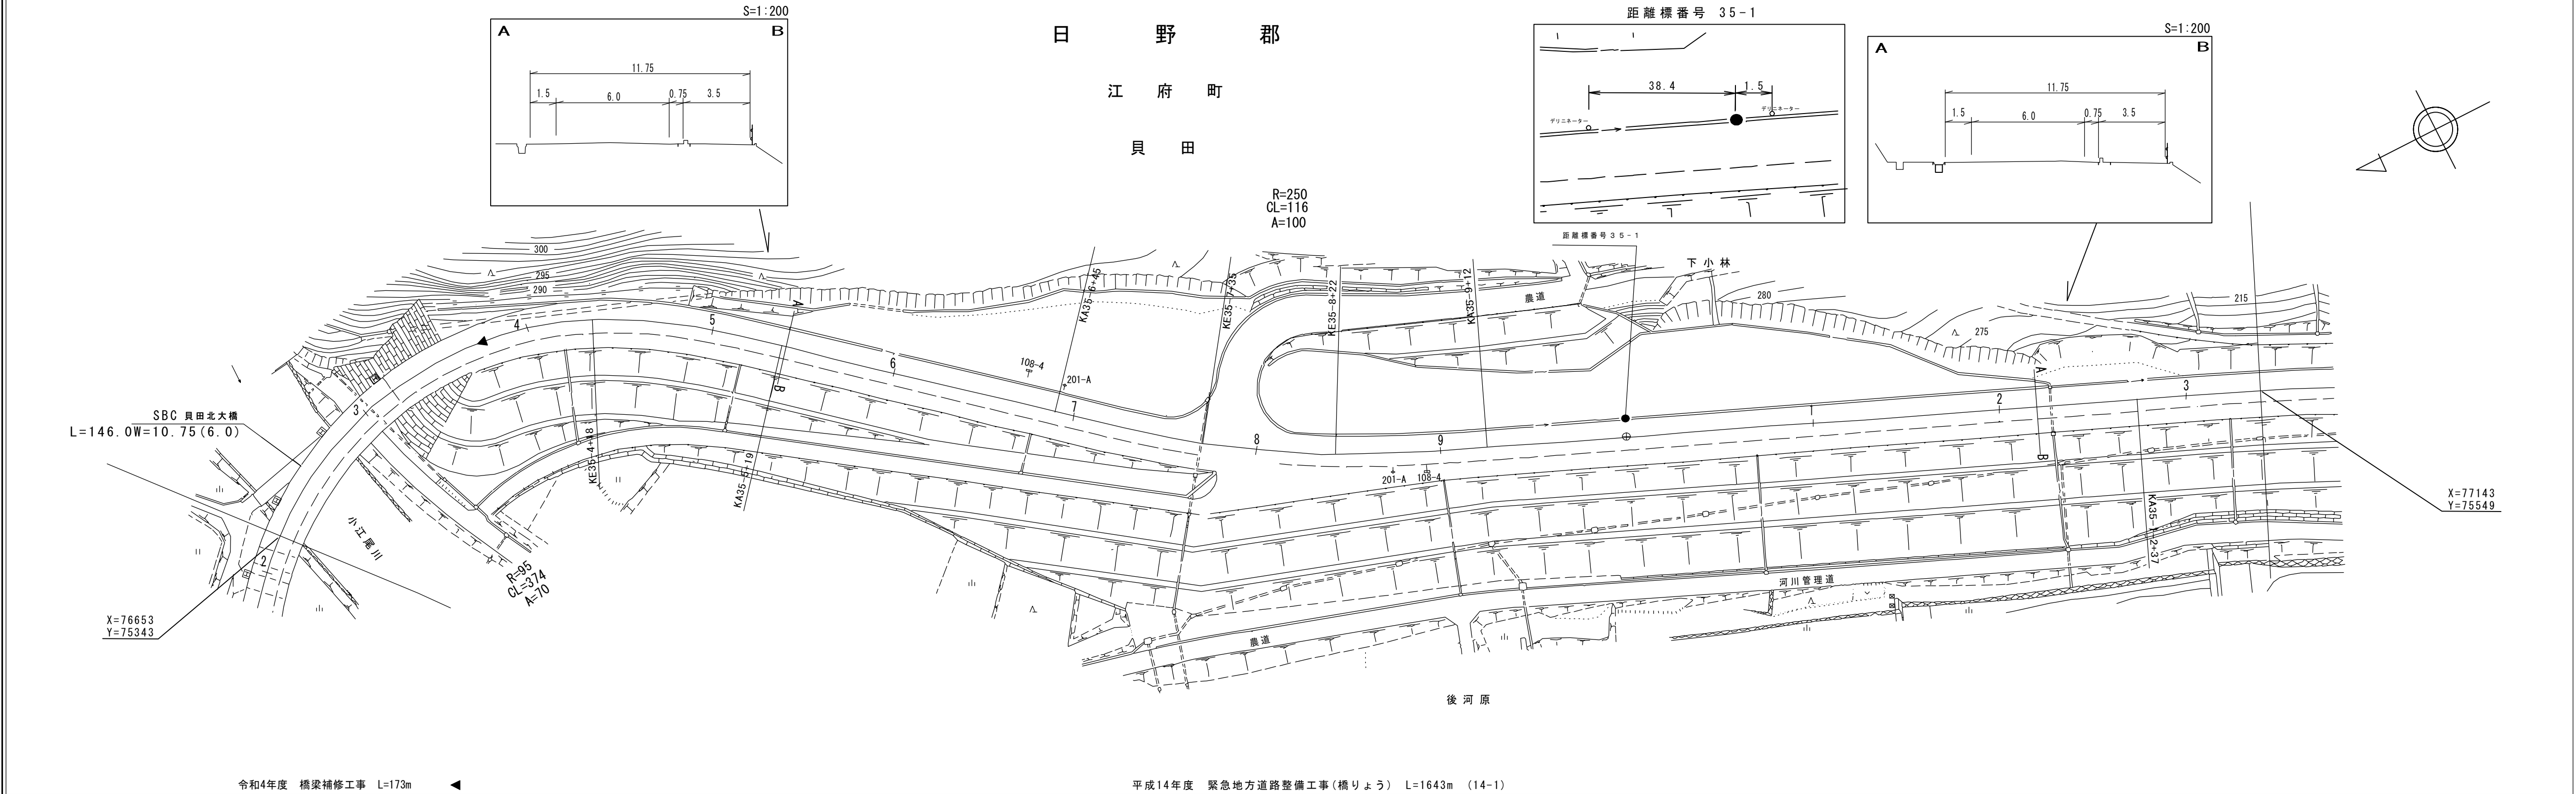 S=1:200
A
B
11.75
1.5
6.0
0.75
3.5
日野郡
江府町
貝田
R=250
CL=116
A=100
距離標番号 35-1
38.4
1.5
デリニネーター
デリニネーター
S=1:200
A
B
11.75
1.5
6.0
0.75
3.5
距離標番号35-1
300
295
290
下小林
農道
280
275
215
KA35-6+45
KE35-7+35
KE35-8+22
KA35-9+12
A
B
A
B
2
3
4
5
6
7
8
9
1
2
3
108-4
201-A
201-A
108-4
KE35-4+48
KA35-5+19
SBC 貝田北大橋
L=146.0W=10.75(6.0)
小江尾川
R=95
CL=374
A=70
X=76653
Y=75343
X=77143
Y=75549
河川管理道
農道
後河原
令和4年度 橋梁補修工事 L=173m
平成14年度 緊急地方道路整備工事(橋りょう) L=1643m (14-1)